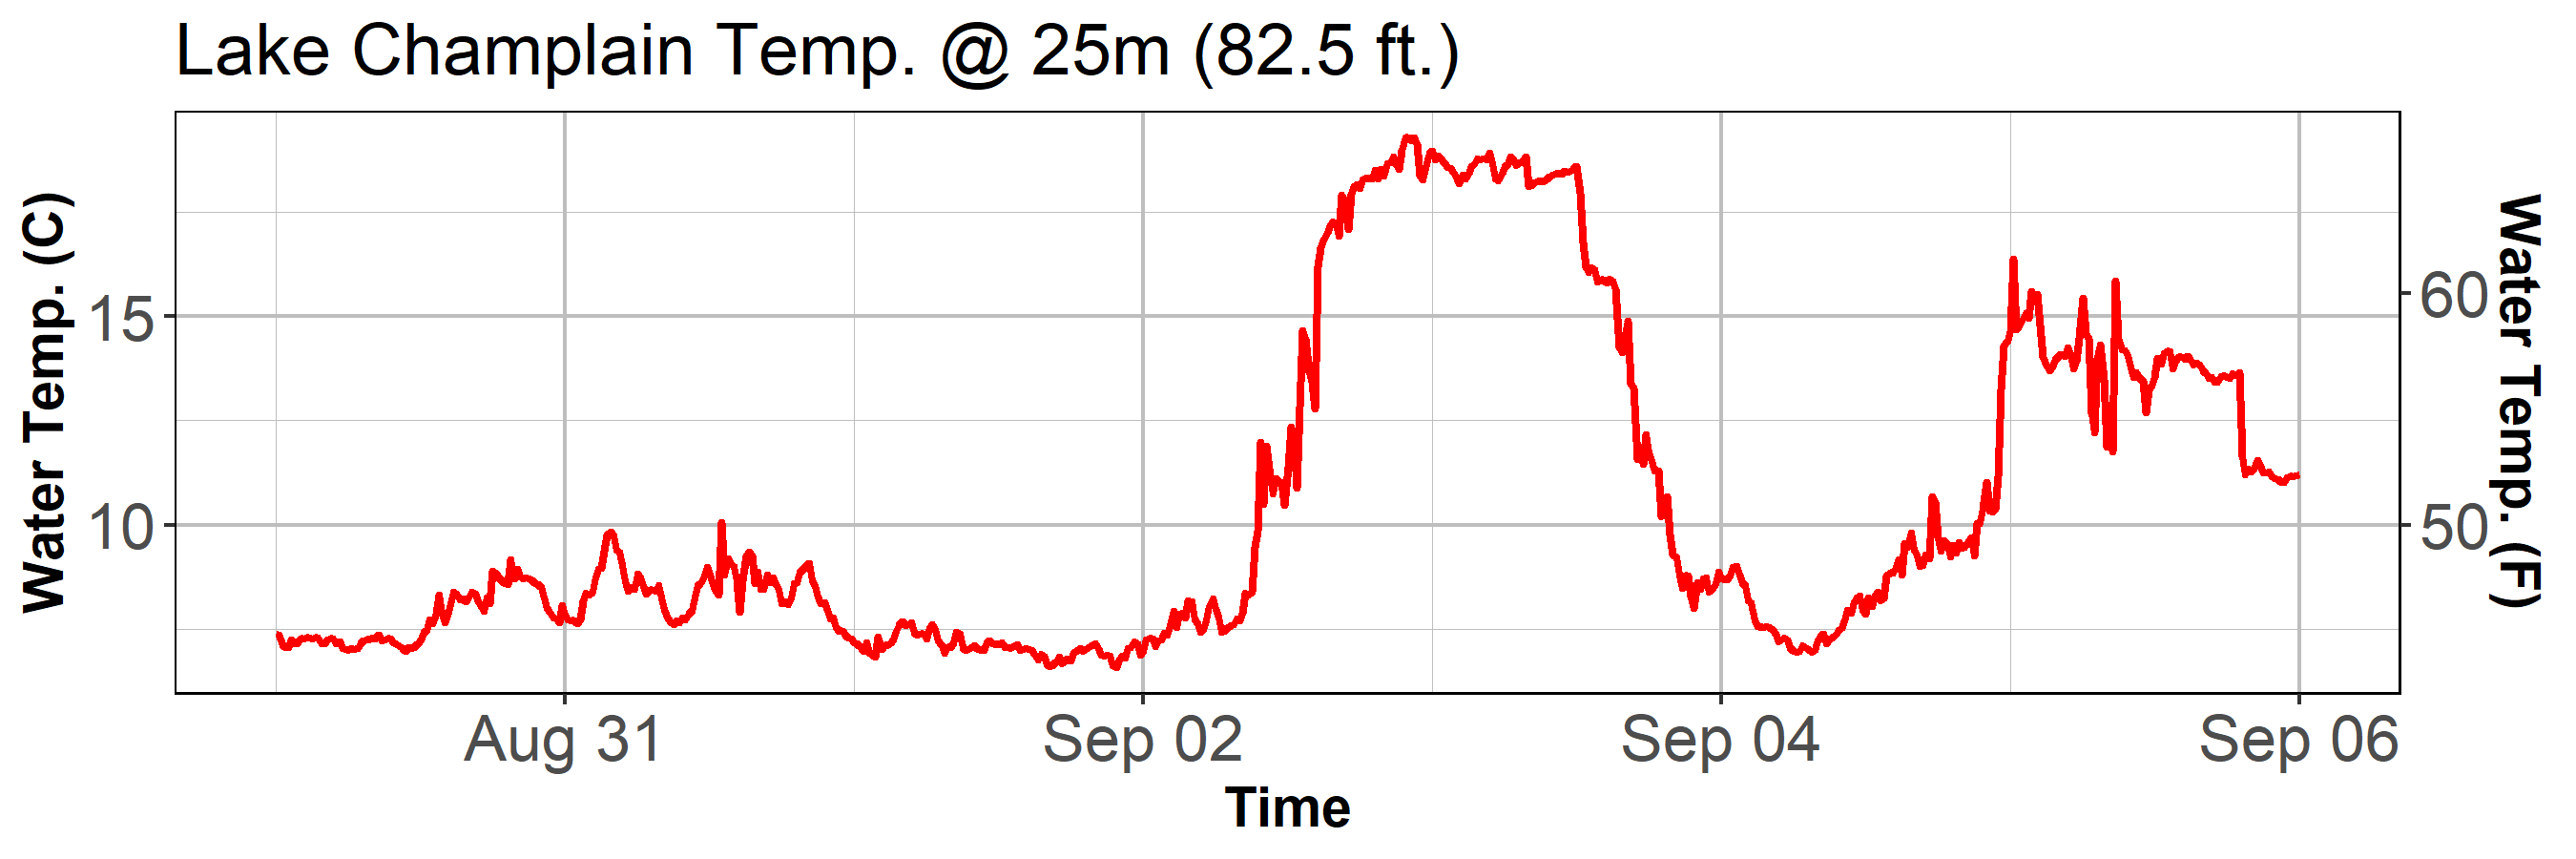 Lake Champlain Temp. @ 25m (82.5 ft.)
Water Temp. (C)
15
10
60
50
Water Temp. (F)
Aug 31
Sep 02
Sep 04
Sep 06
Time